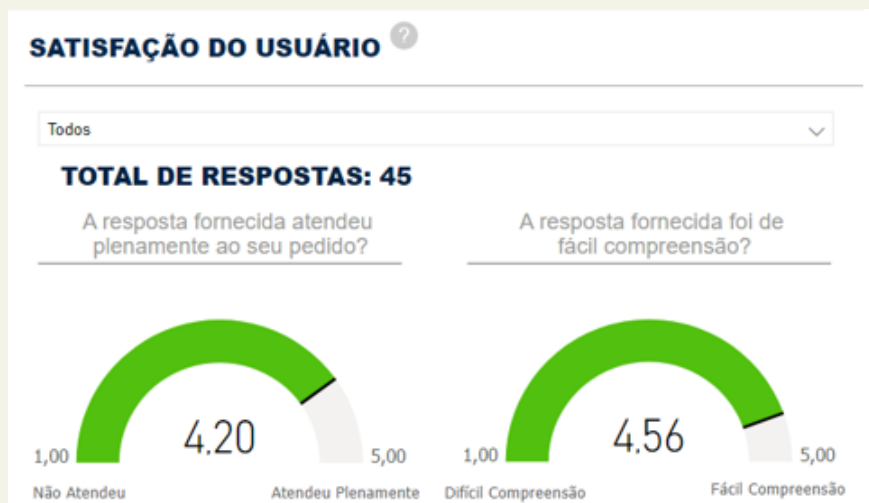 SATISFAÇÃO DO USUÁRIO ?
Todos
TOTAL DE RESPOSTAS: 45
A resposta fornecida atendeu
plenamente ao seu pedido?
A resposta fornecida foi de
fácil compreensão?
1,00
4,20
5,00
Não Atendeu
Atendeu Plenamente
1,00
4,56
5,00
Difícil Compreensão
Fácil Compreensão